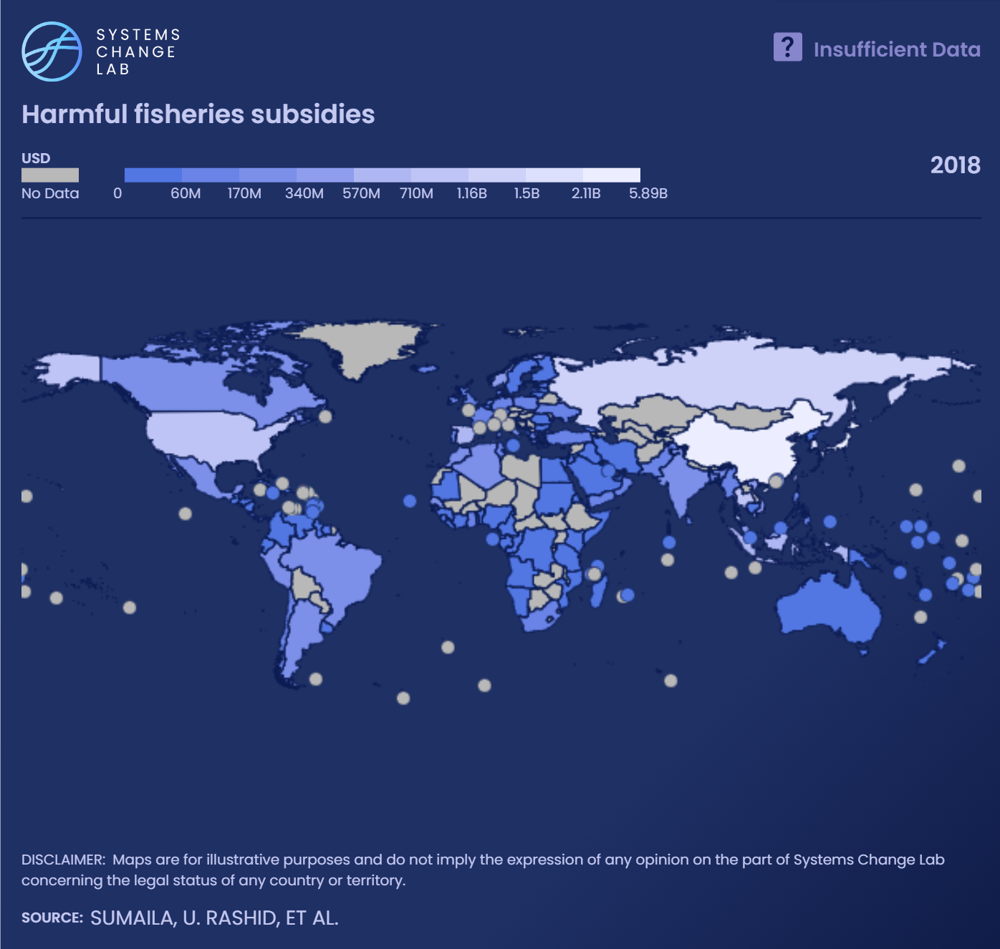 SYSTEMS
CHANGE
LAB
? Insufficient Data
Harmful fisheries subsidies
USD
2018
No Data 0 60M 170M 340M 570M 710M 1.16B 1.5B 2.11B 5.89B
DISCLAIMER: Maps are for illustrative purposes and do not imply the expression of any opinion on the part of Systems Change Lab
concerning the legal status of any country or territory.
SOURCE: SUMAILA, U. RASHID, ET AL.